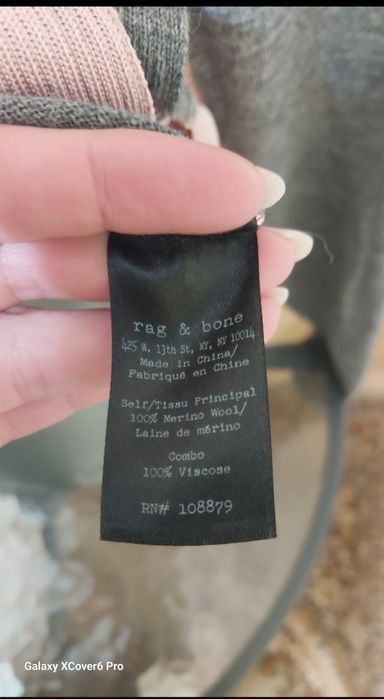 rag & bone
425 W. 13th St, NY, NY 10014
Made in China/
Fabriqué en Chine
Self/Tissu Principal
100% Merino Wool/
Laine de mérino
Combo
100% Viscose
RN# 108879
Galaxy XCover6 Pro